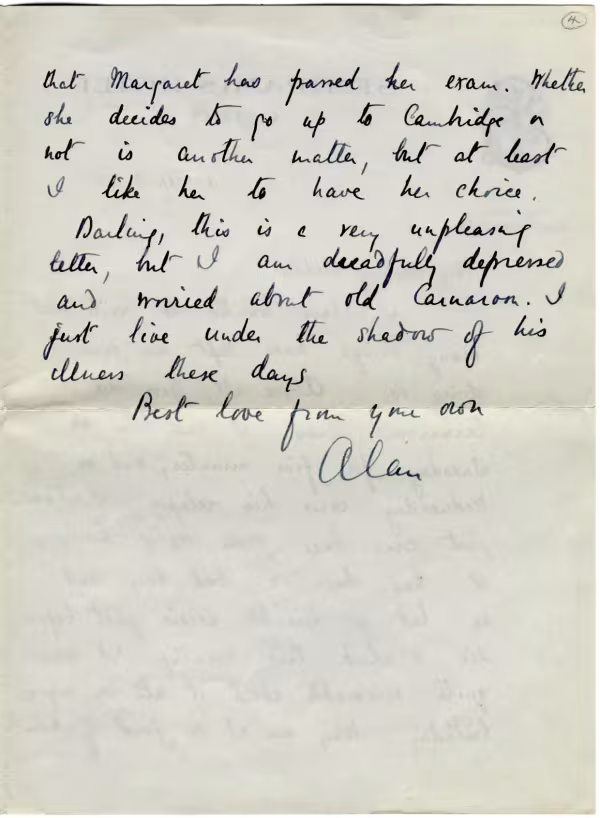 4
that Margaret has passed her exam. Whether
she decides to go up to Cambridge or
not is another matter, but at least
I like her to have her choice.
Darling, this is a very unpleasing
letter, but I am dreadfully depressed
and worried about old Carnarvon. I
just live under the shadow of his
illness these days
Best love from your own
Alan